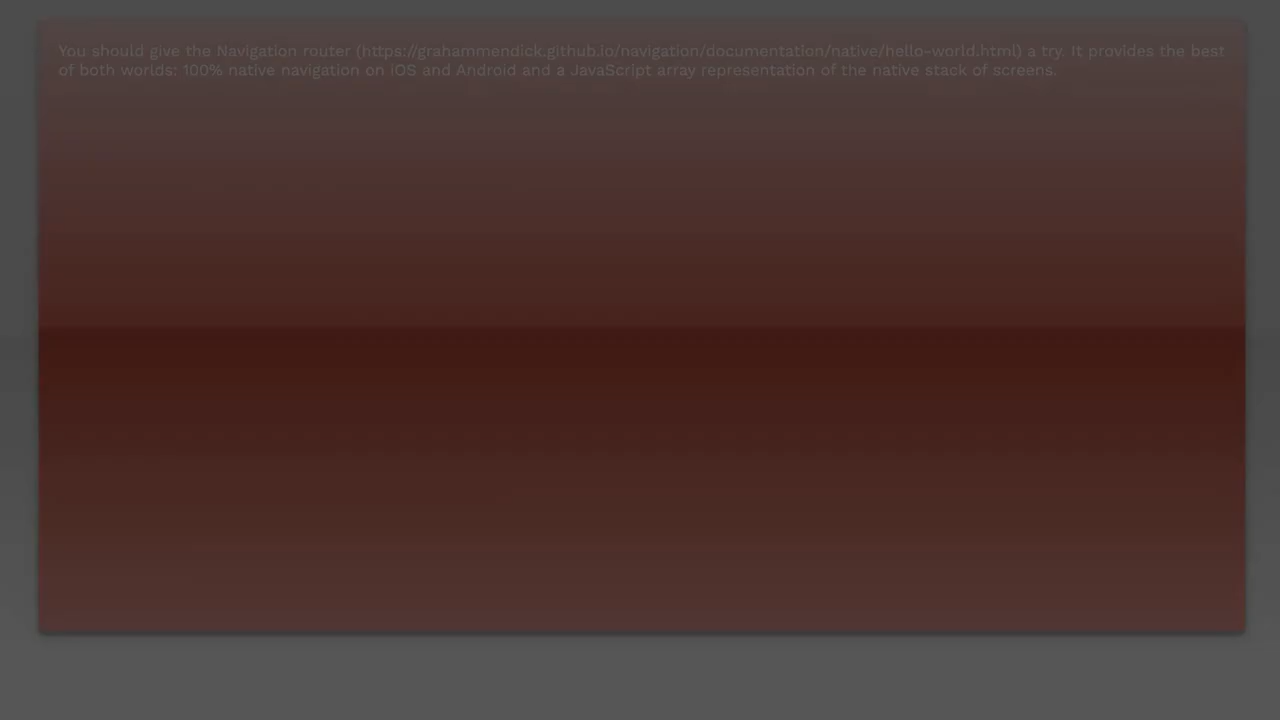 You should give the Navigation router (https://grahammendick.github.io/navigation/documentation/native/hello-world.html) a try. It provides the best
of both worlds: 100% native navigation on iOS and Android and a JavaScript array representation of the native stack of screens.